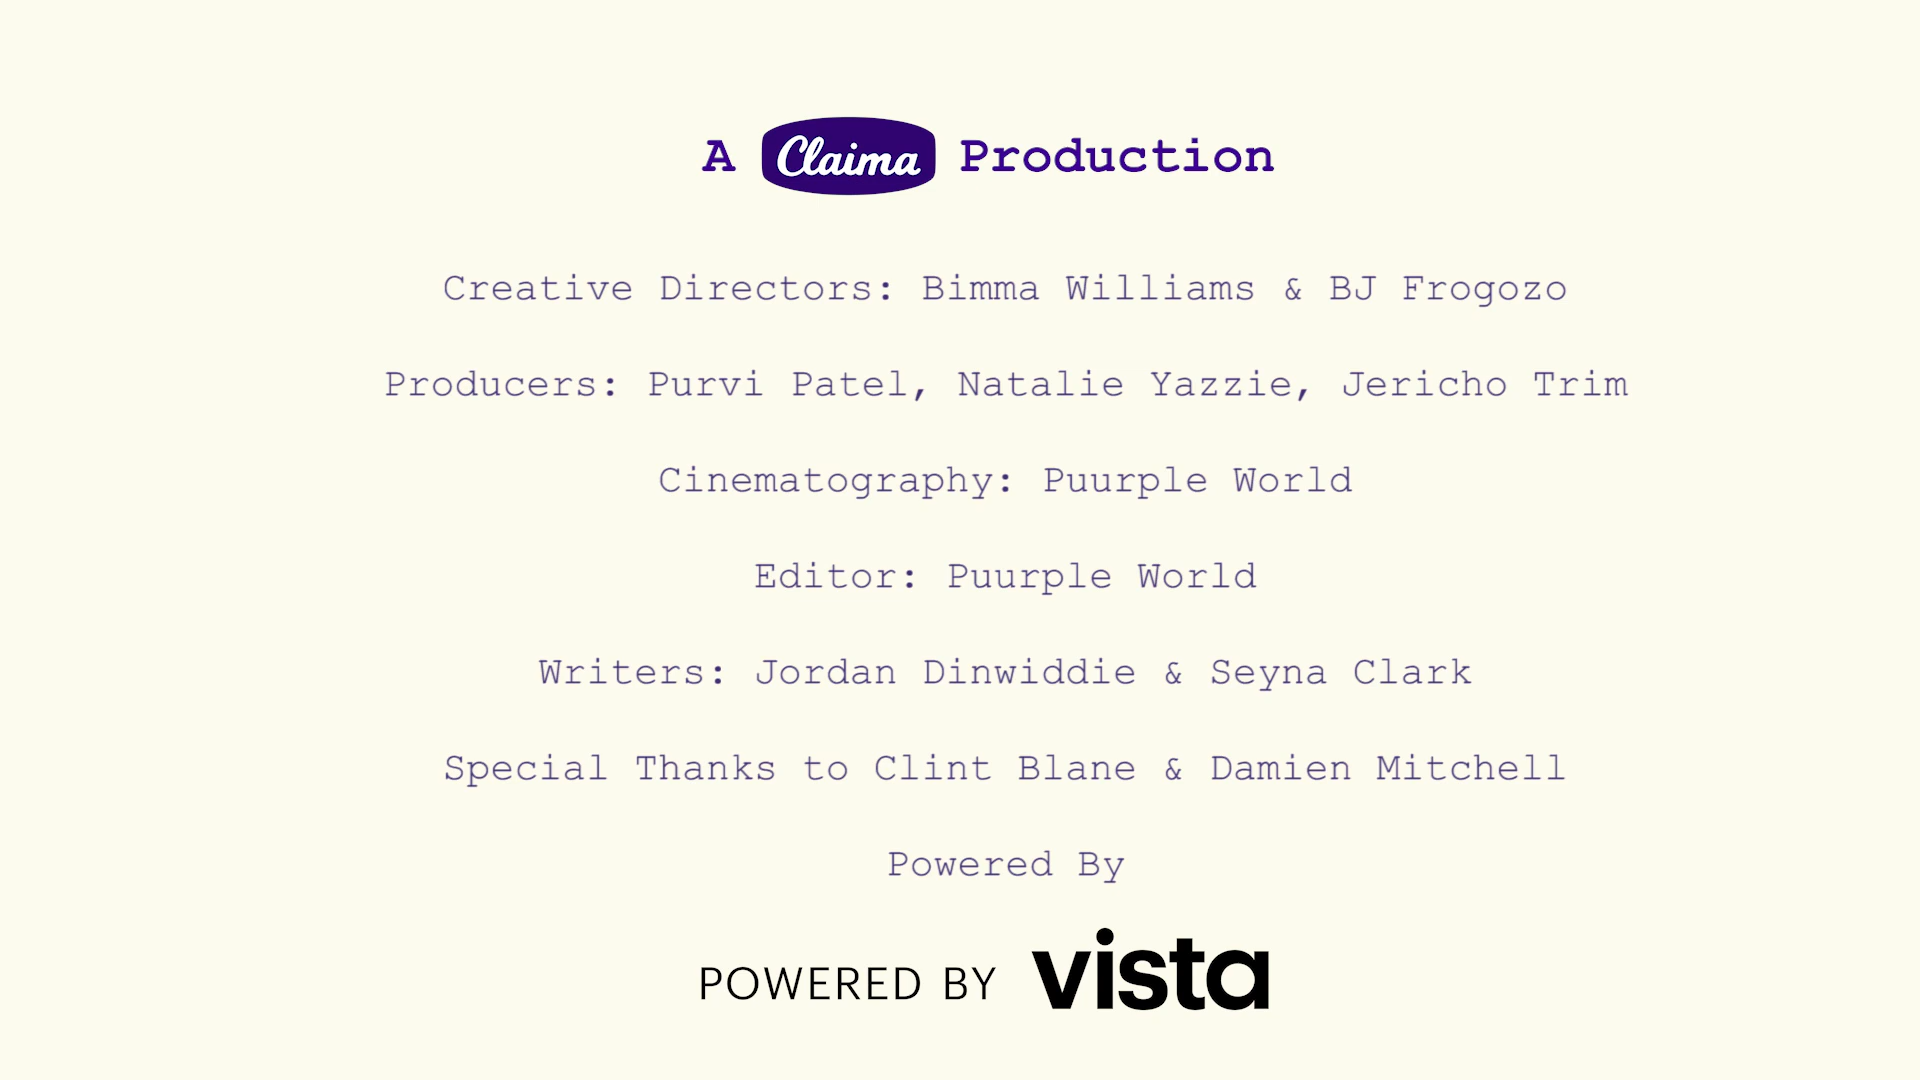 A Claima Production
Creative Directors: Bimma Williams & BJ Frogozo
Producers: Purvi Patel, Natalie Yazzie, Jericho Trim
Cinematography: Puurple World
Editor: Puurple World
Writers: Jordan Dinwiddie & Seyna Clark
Special Thanks to Clint Blane & Damien Mitchell
Powered By
POWERED BY vista